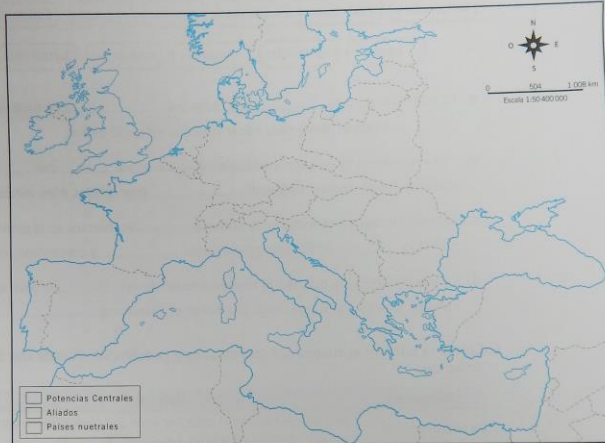 N
O E
S
0 504 1 008 km
Escala 1:50 400.000
Potencias Centrales
Aliados
Países nuetrales